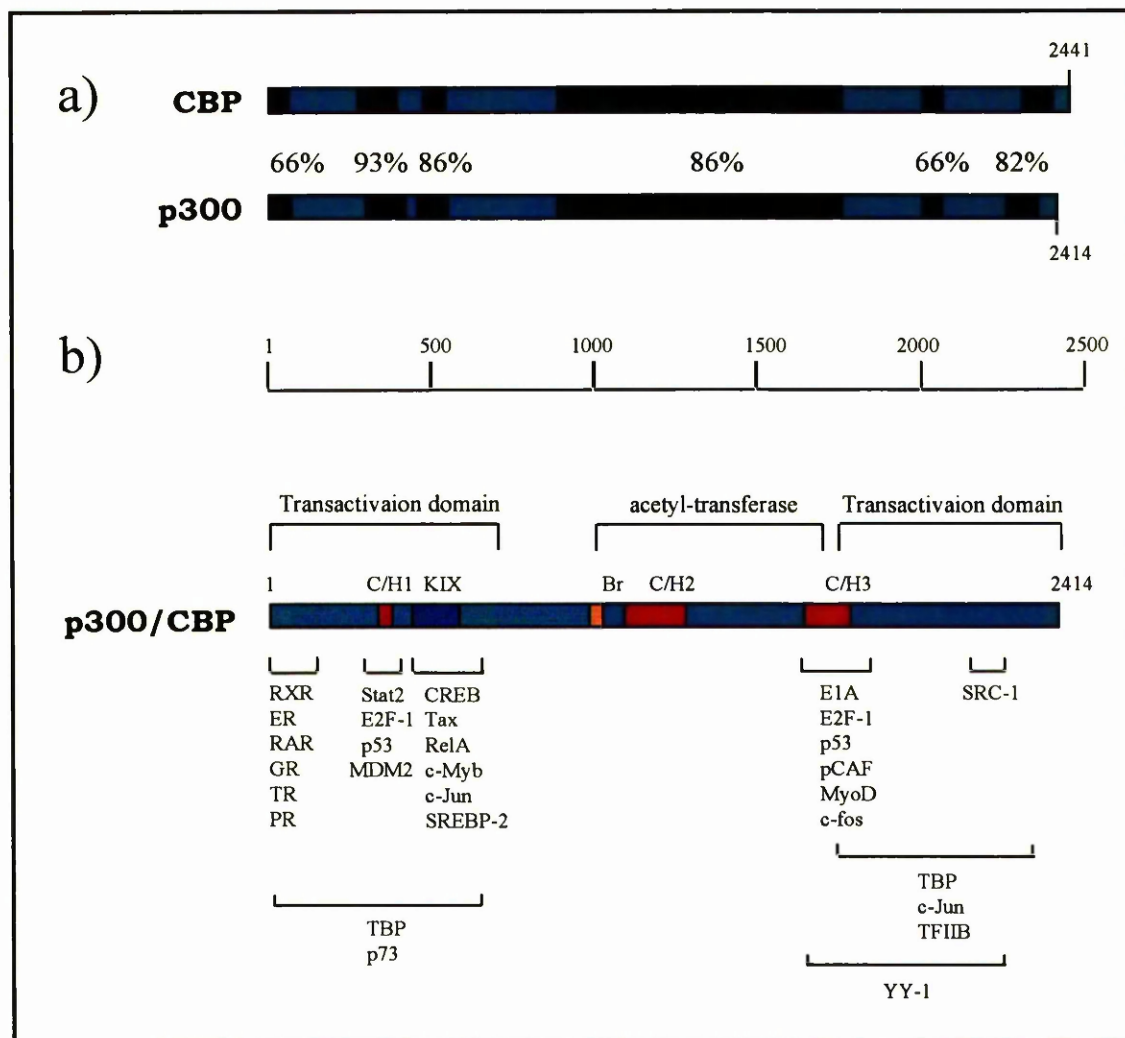 a)
2441
CBP
66% 93% 86% 86% 66% 82%
p300
2414
b)
1 500 1000 1500 2000 2500
Transactivaion domain acetyl-transferase Transactivaion domain
1 C/H1 KIX Br C/H2 C/H3 2414
p300/CBP
RXR Stat2 CREB E1A SRC-1
ER E2F-1 Tax E2F-1
RAR p53 RelA p53
GR MDM2 c-Myb pCAF
TR c-Jun MyoD
PR SREBP-2 c-fos
TBP
c-Jun
TFIIB
TBP
p73
YY-1